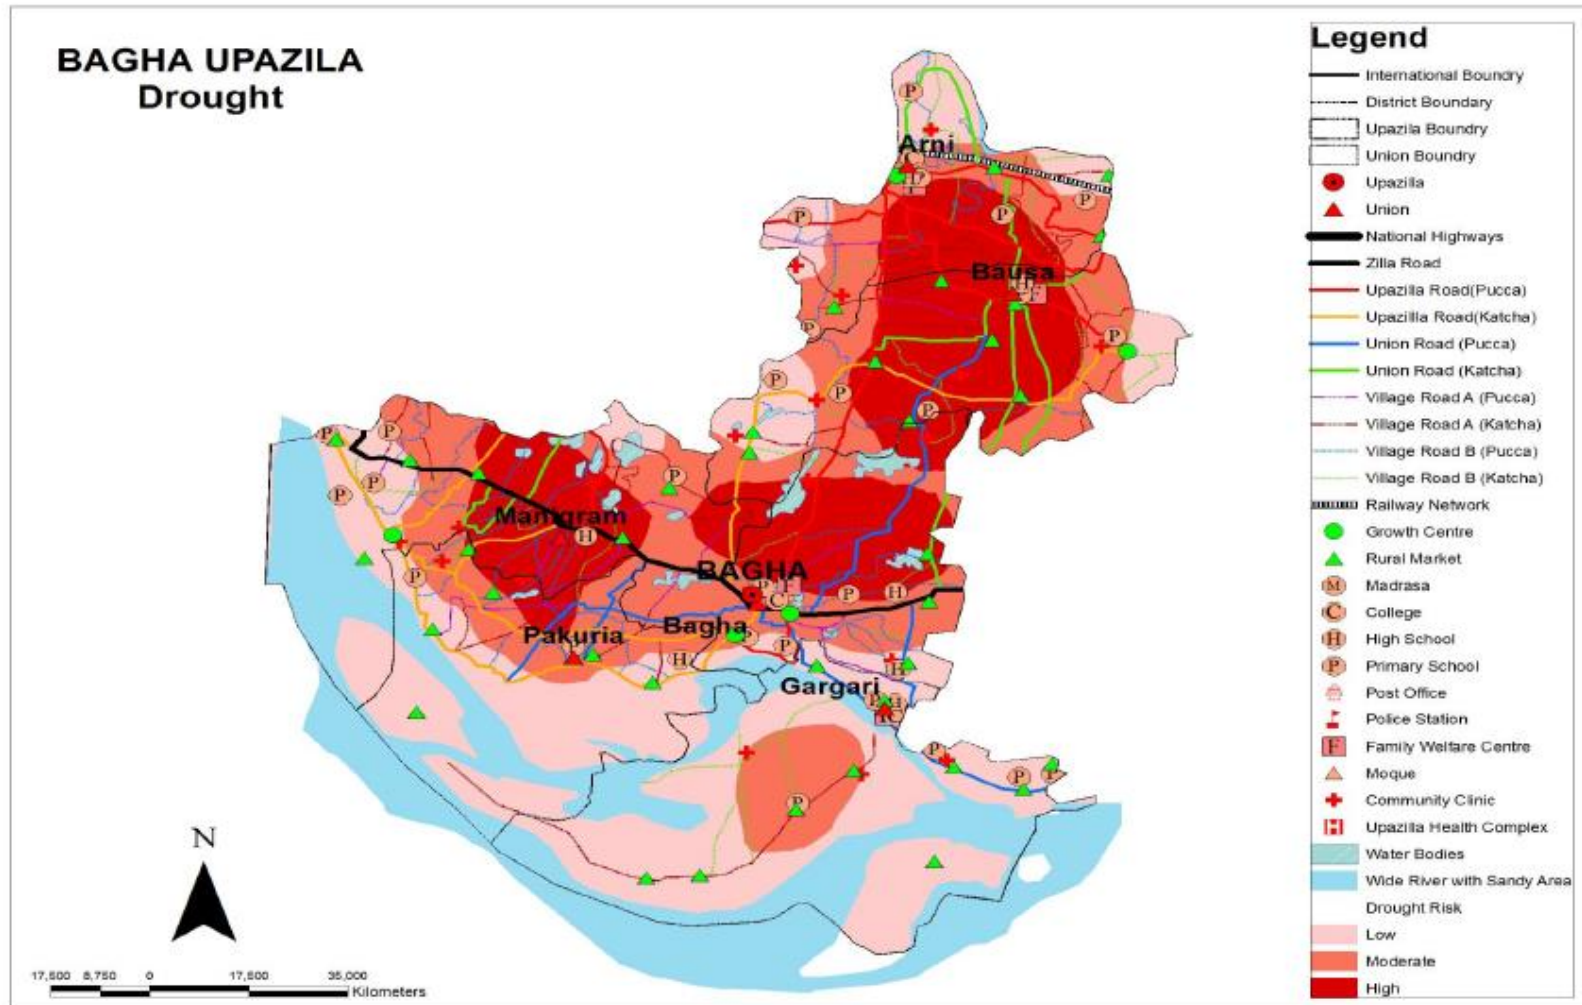 BAGHA UPAZILA
Drought
Legend
International Boundry
District Boundary
Upazila Boundry
Union Boundry
Upazilla
Union
National Highways
Zilla Road
Upazilla Road(Pucca)
Upazillla Road(Katcha)
Union Road (Pucca)
Union Road (Katcha)
Village Road A (Pucca)
Village Road A (Katcha)
Village Road B (Pucca)
Village Road B (Katcha)
Railway Network
Growth Centre
Rural Market
M Madrasa
C College
H High School
P Primary School
Post Office
Police Station
F Family Welfare Centre
Moque
Community Clinic
H Upazilla Health Complex
Water Bodies
Wide River with Sandy Area
Drought Risk
Low
Moderate
High
Arni
Bausa
Manigram
BAGHA
Bagha
Pakuria
Gargari
N
17,500 8,750 0 17,500 35,000
Kilometers